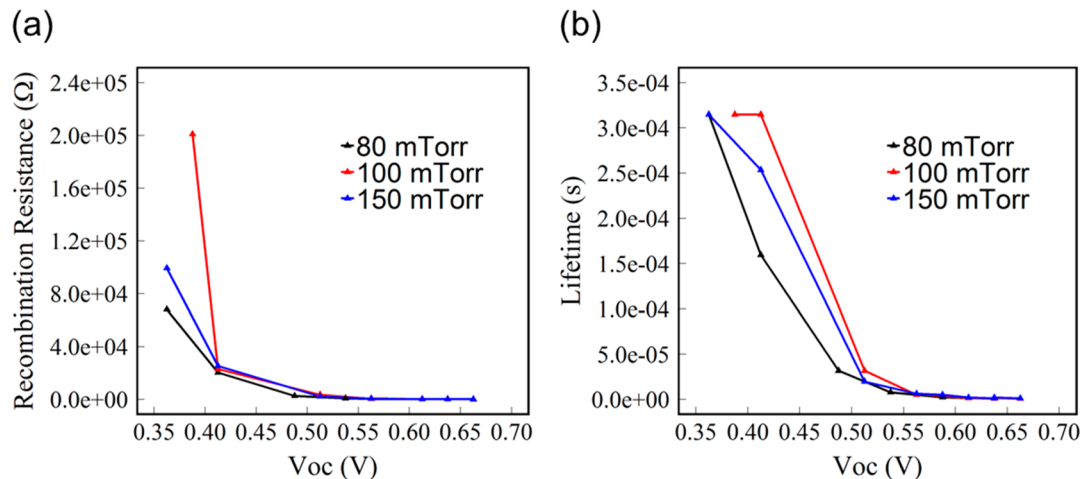 (a)
Recombination Resistance (Ω)
2.4e+05
2.0e+05
1.6e+05
1.2e+05
8.0e+04
4.0e+04
0.0e+00
80 mTorr
100 mTorr
150 mTorr
0.35 0.40 0.45 0.50 0.55 0.60 0.65 0.70
Voc (V)
(b)
Lifetime (s)
3.5e-04
3.0e-04
2.5e-04
2.0e-04
1.5e-04
1.0e-04
5.0e-05
0.0e+00
80 mTorr
100 mTorr
150 mTorr
0.35 0.40 0.45 0.50 0.55 0.60 0.65 0.70
Voc (V)